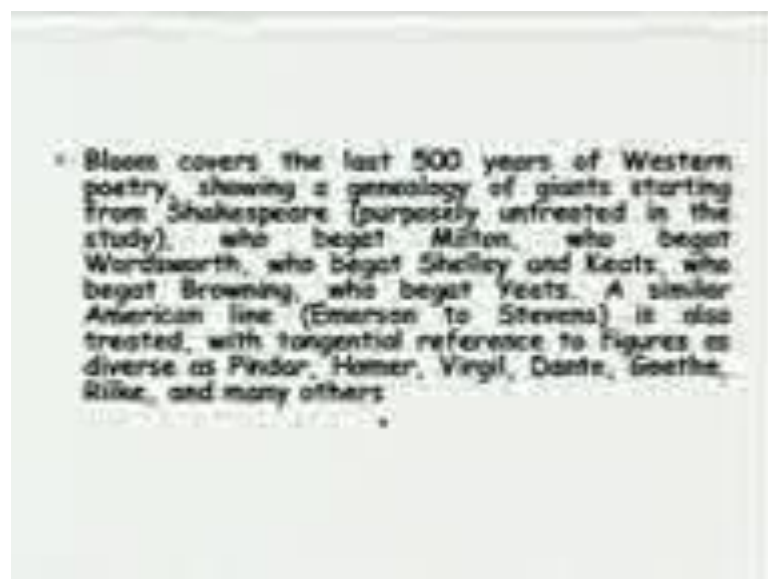 Bloom covers the last 500 years of Western
poetry, showing a genealogy of giants starting
from Shakespeare (purposely untreated in the
study), who begat Milton, who begat
Wordsworth, who begat Shelley and Keats, who
begat Browning, who begat Yeats. A similar
American line (Emerson to Stevens) is also
treated, with tangential reference to figures as
diverse as Pindar, Homer, Virgil, Dante, Goethe,
Rilke, and many others